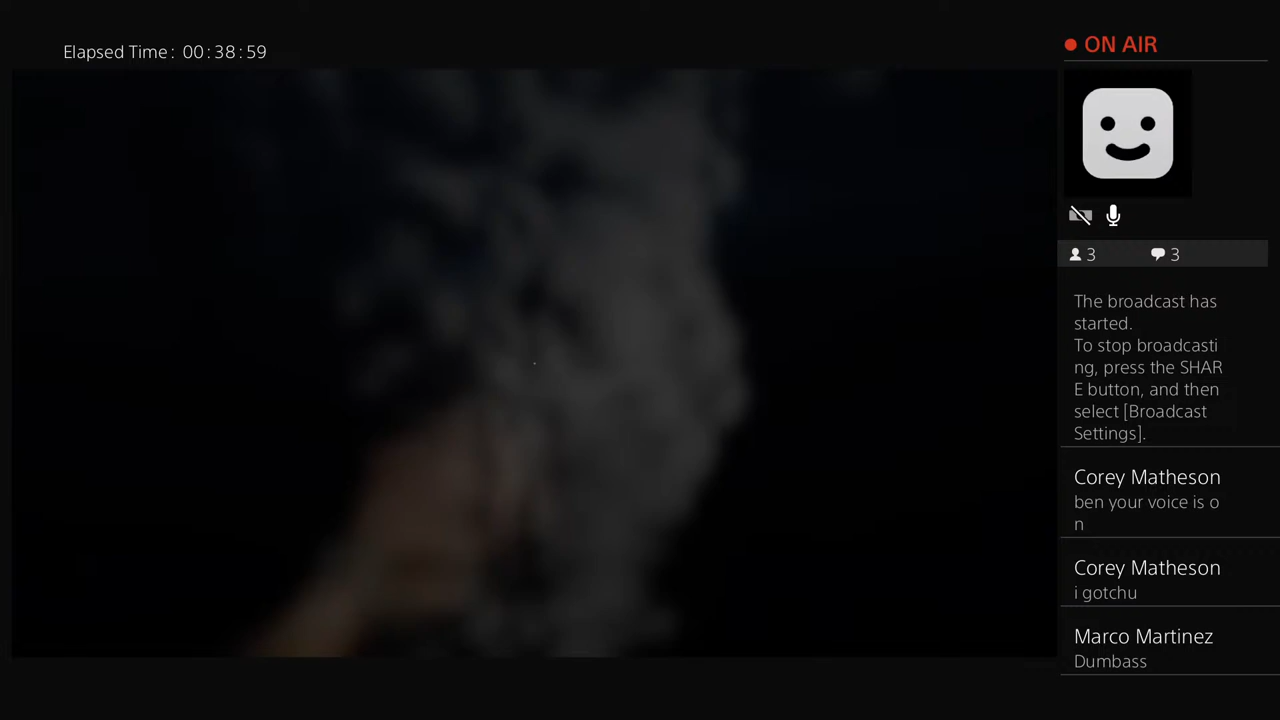 Elapsed Time: 00:38:59
ON AIR
3 3
The broadcast has
started.
To stop broadcasti
ng, press the SHAR
E button, and then
select [Broadcast
Settings].
Corey Matheson
ben your voice is o
n
Corey Matheson
i gotchu
Marco Martinez
Dumbass